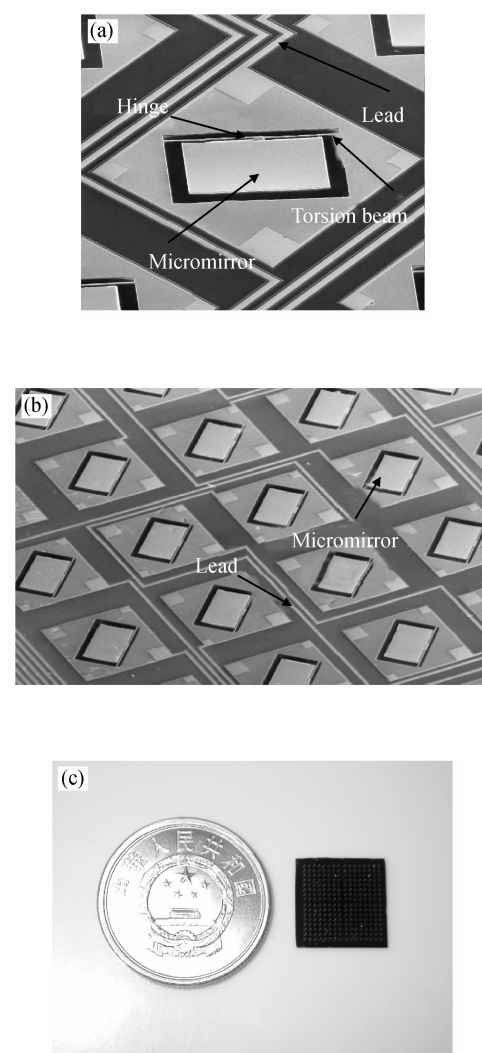 (a)
Hinge
Lead
Torsion beam
Micromirror
(b)
Micromirror
Lead
(c)
中华人民共和国